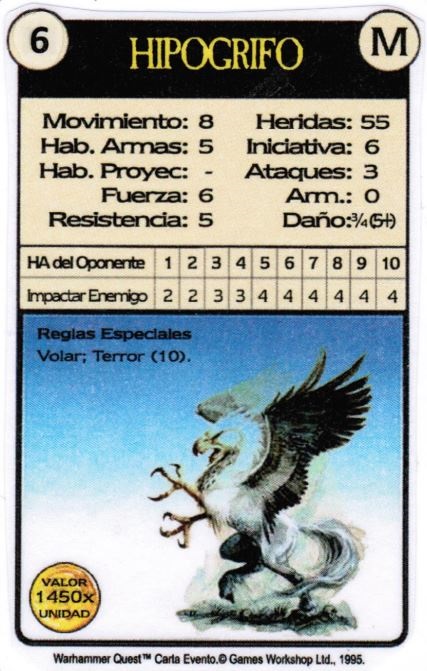 6
HIPOGRIFO
M
Movimiento: 8 Heridas: 55
Hab. Armas: 5 Iniciativa: 6
Hab. Proyec: - Ataques: 3
Fuerza: 6 Arm.: 0
Resistencia: 5 Daño:¾(5+)
HA del Oponente 1 2 3 4 5 6 7 8 9 10
Impactar Enemigo 2 2 3 3 4 4 4 4 4 4
Reglas Especiales
Volar; Terror (10).
VALOR
1450x
UNIDAD
Warhammer Quest™ Carta Evento.© Games Workshop Ltd., 1995.